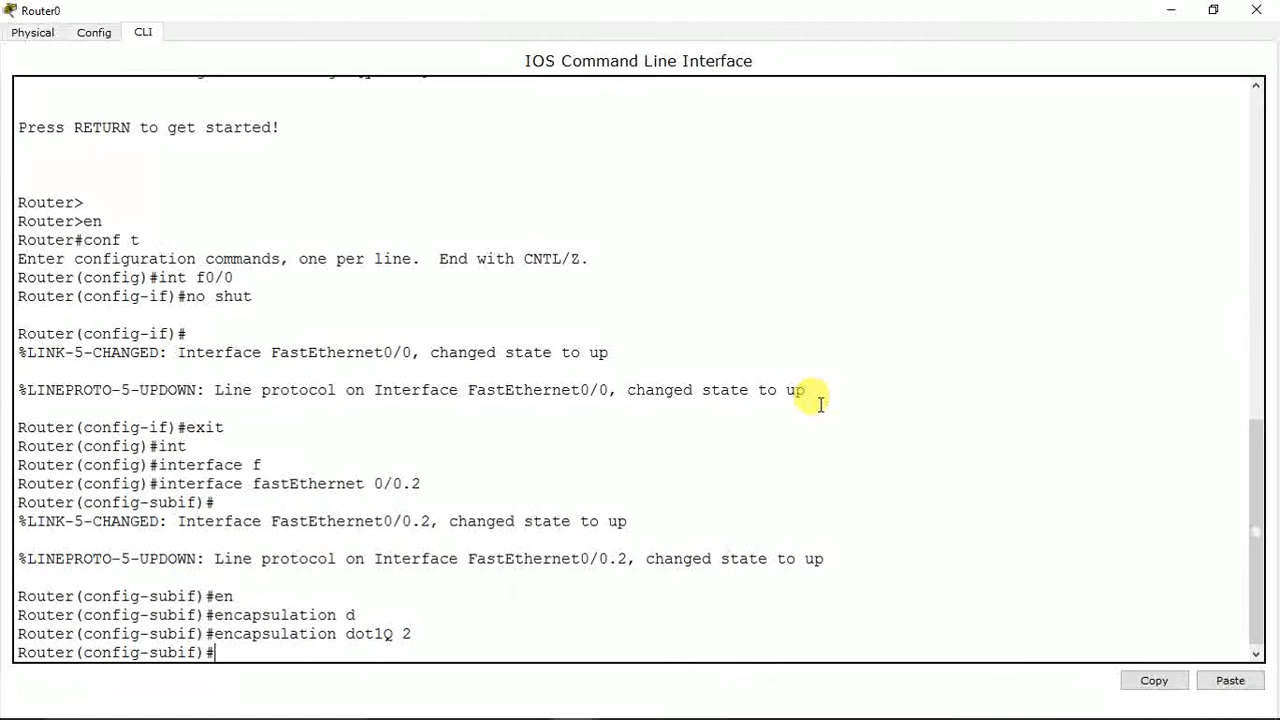 Router0
Physical Config CLI
IOS Command Line Interface
Press RETURN to get started!
Router>
Router>en
Router#conf t
Enter configuration commands, one per line.  End with CNTL/Z.
Router(config)#int f0/0
Router(config-if)#no shut
Router(config-if)#
%LINK-5-CHANGED: Interface FastEthernet0/0, changed state to up
%LINEPROTO-5-UPDOWN: Line protocol on Interface FastEthernet0/0, changed state to up
Router(config-if)#exit
Router(config)#int
Router(config)#interface f
Router(config)#interface fastEthernet 0/0.2
Router(config-subif)#
%LINK-5-CHANGED: Interface FastEthernet0/0.2, changed state to up
%LINEPROTO-5-UPDOWN: Line protocol on Interface FastEthernet0/0.2, changed state to up
Router(config-subif)#en
Router(config-subif)#encapsulation d
Router(config-subif)#encapsulation dot1Q 2
Router(config-subif)#
Copy Paste